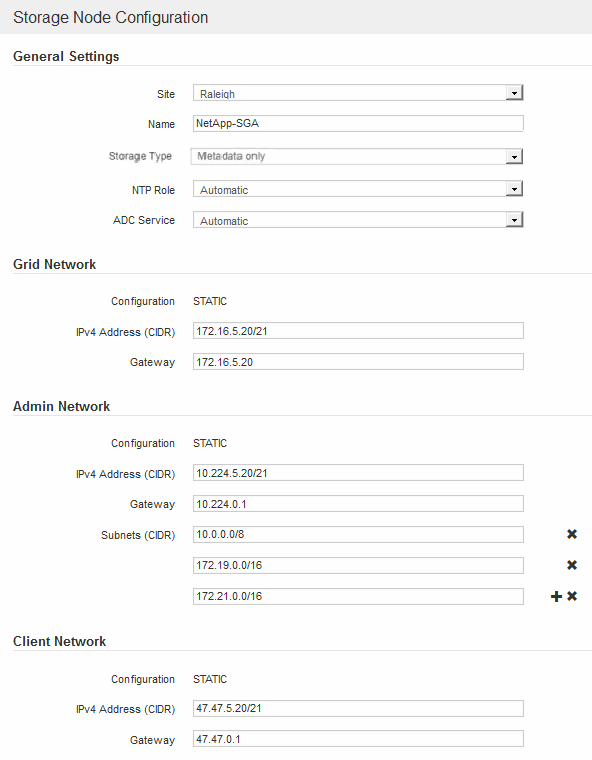 Storage Node Configuration
General Settings
Site Raleigh
Name NetApp-SGA
Storage Type Metadata only
NTP Role Automatic
ADC Service Automatic
Grid Network
Configuration STATIC
IPv4 Address (CIDR) 172.16.5.20/21
Gateway 172.16.5.20
Admin Network
Configuration STATIC
IPv4 Address (CIDR) 10.224.5.20/21
Gateway 10.224.0.1
Subnets (CIDR) 10.0.0.0/8
172.19.0.0/16
172.21.0.0/16
Client Network
Configuration STATIC
IPv4 Address (CIDR) 47.47.5.20/21
Gateway 47.47.0.1